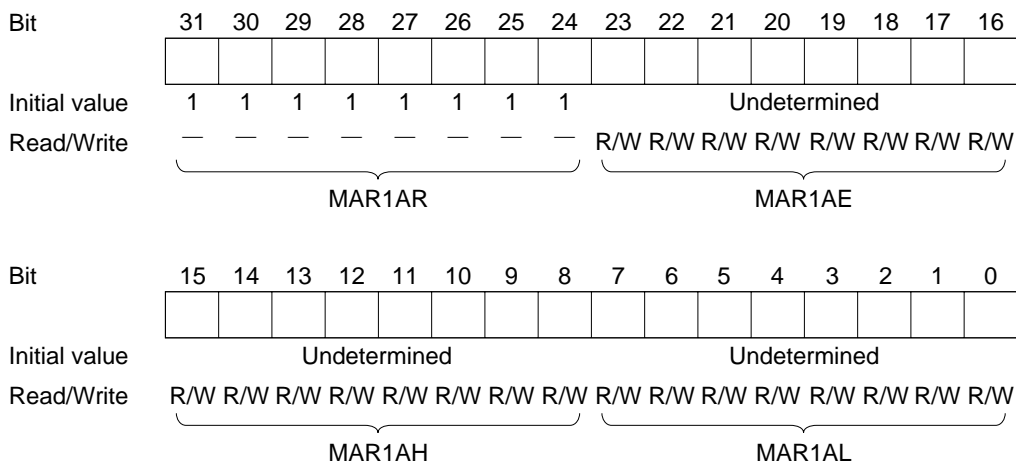 Bit 31 30 29 28 27 26 25 24 23 22 21 20 19 18 17 16
Initial value 1 1 1 1 1 1 1 1 Undetermined
Read/Write — — — — — — — — R/W R/W R/W R/W R/W R/W R/W R/W
MAR1AR MAR1AE
Bit 15 14 13 12 11 10 9 8 7 6 5 4 3 2 1 0
Initial value Undetermined Undetermined
Read/Write R/W R/W R/W R/W R/W R/W R/W R/W R/W R/W R/W R/W R/W R/W R/W R/W
MAR1AH MAR1AL